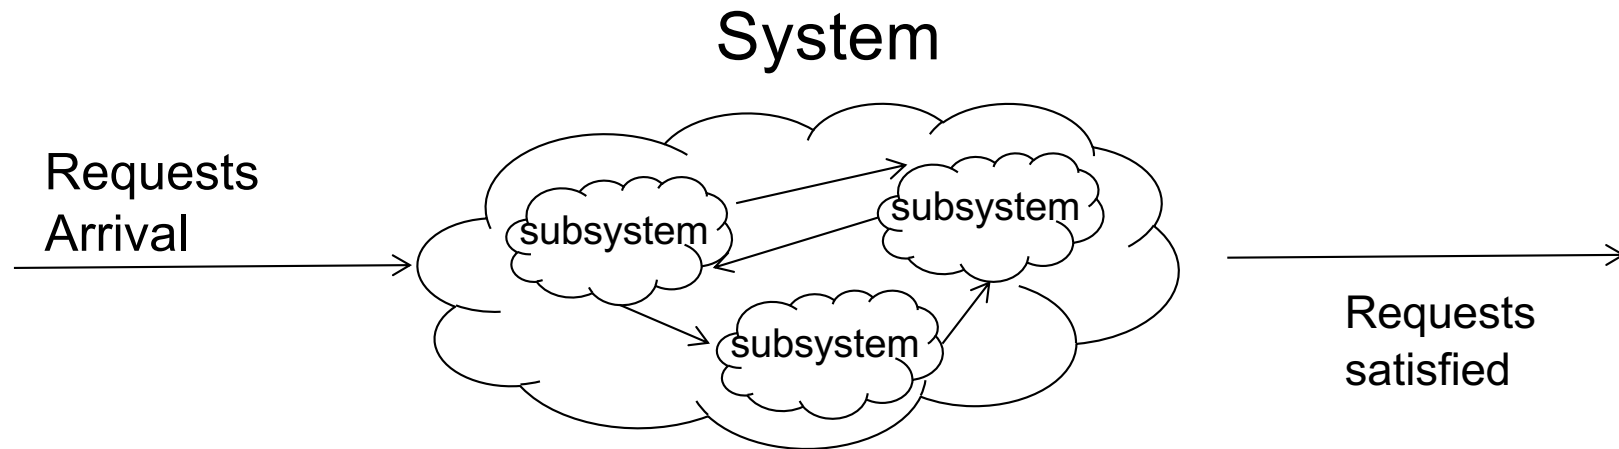 System
Requests
Arrival
subsystem
subsystem
subsystem
Requests
satisfied